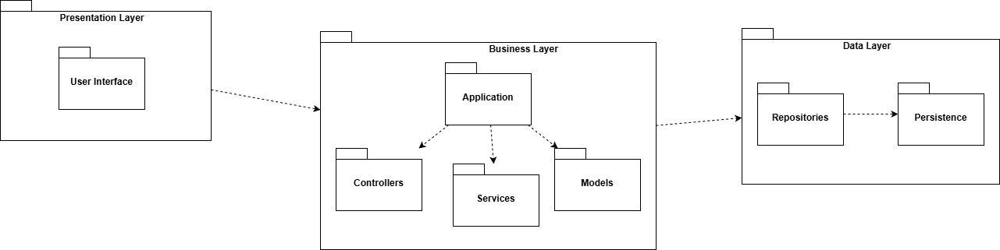 Presentation Layer
User Interface
Business Layer
Application
Controllers
Services
Models
Data Layer
Repositories
Persistence